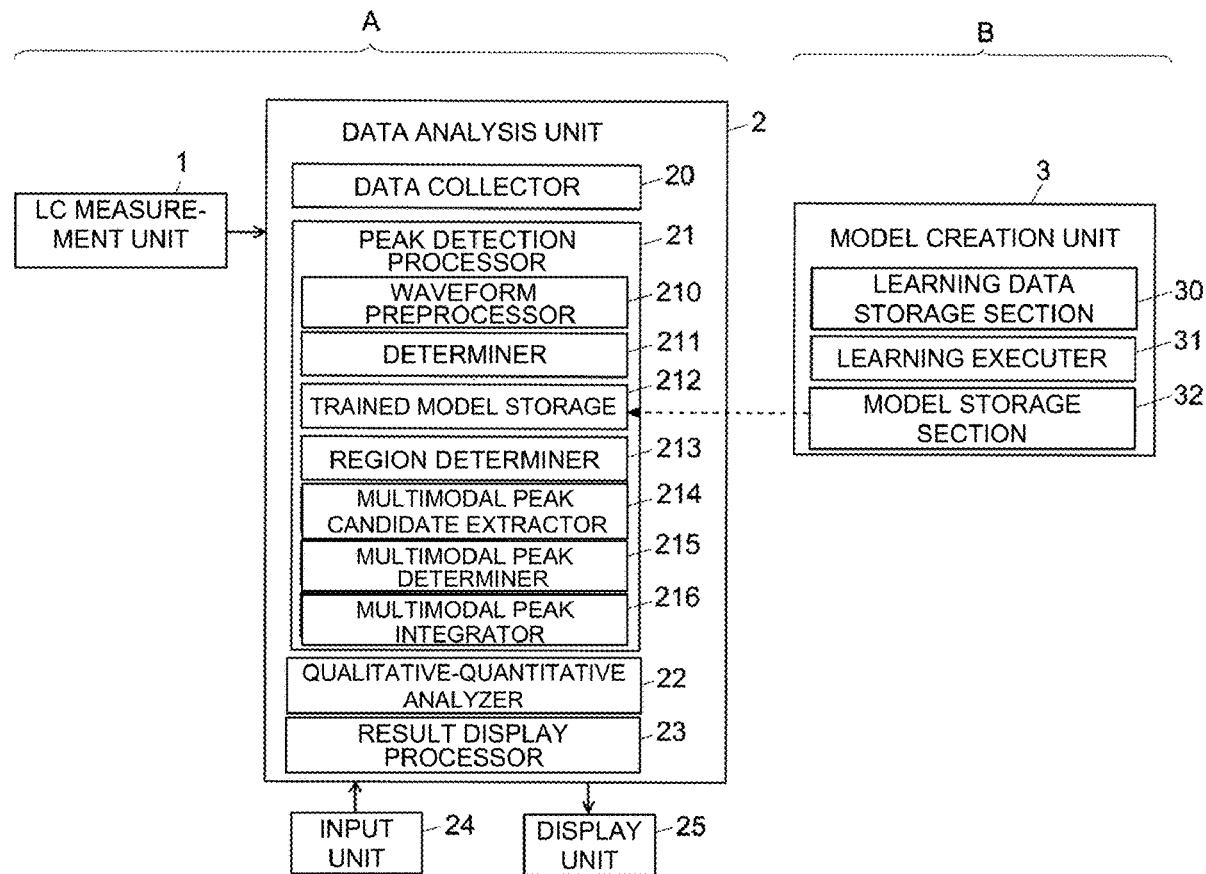 A
B
DATA ANALYSIS UNIT
2
1
LC MEASURE-
MENT UNIT
DATA COLLECTOR
20
PEAK DETECTION
PROCESSOR
21
WAVEFORM
PREPROCESSOR
210
DETERMINER
211
TRAINED MODEL STORAGE
212
REGION DETERMINER
213
MULTIMODAL PEAK
CANDIDATE EXTRACTOR
214
MULTIMODAL PEAK
DETERMINER
215
MULTIMODAL PEAK
INTEGRATOR
216
QUALITATIVE-QUANTITATIVE
ANALYZER
22
RESULT DISPLAY
PROCESSOR
23
INPUT
UNIT
24
DISPLAY
UNIT
25
3
MODEL CREATION UNIT
LEARNING DATA
STORAGE SECTION
30
LEARNING EXECUTER
31
MODEL STORAGE
SECTION
32